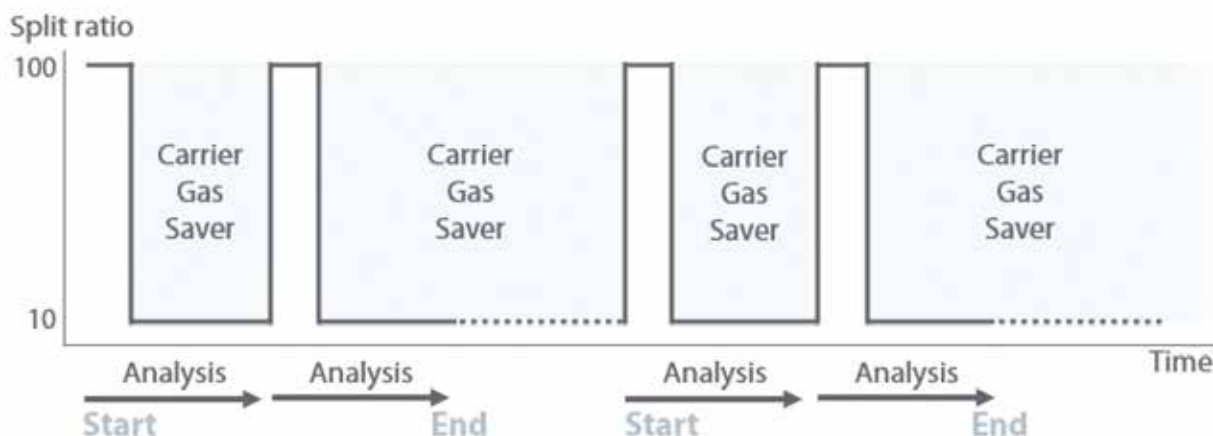 Split ratio
100
Carrier
Gas
Saver
Carrier
Gas
Saver
Carrier
Gas
Saver
Carrier
Gas
Saver
10
Time
Analysis
Analysis
Analysis
Analysis
Start
End
Start
End